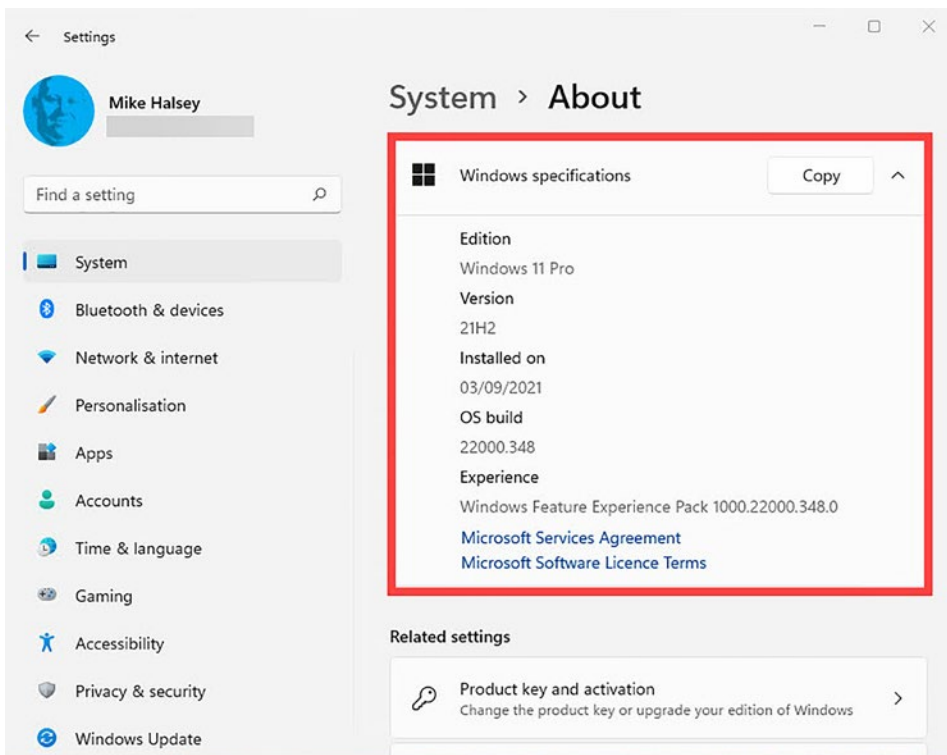 Settings
Mike Halsey
Find a setting
System
Bluetooth & devices
Network & internet
Personalisation
Apps
Accounts
Time & language
Gaming
Accessibility
Privacy & security
Windows Update
System > About
Windows specifications
Copy
Edition
Windows 11 Pro
Version
21H2
Installed on
03/09/2021
OS build
22000.348
Experience
Windows Feature Experience Pack 1000.22000.348.0
Microsoft Services Agreement
Microsoft Software Licence Terms
Related settings
Product key and activation
Change the product key or upgrade your edition of Windows